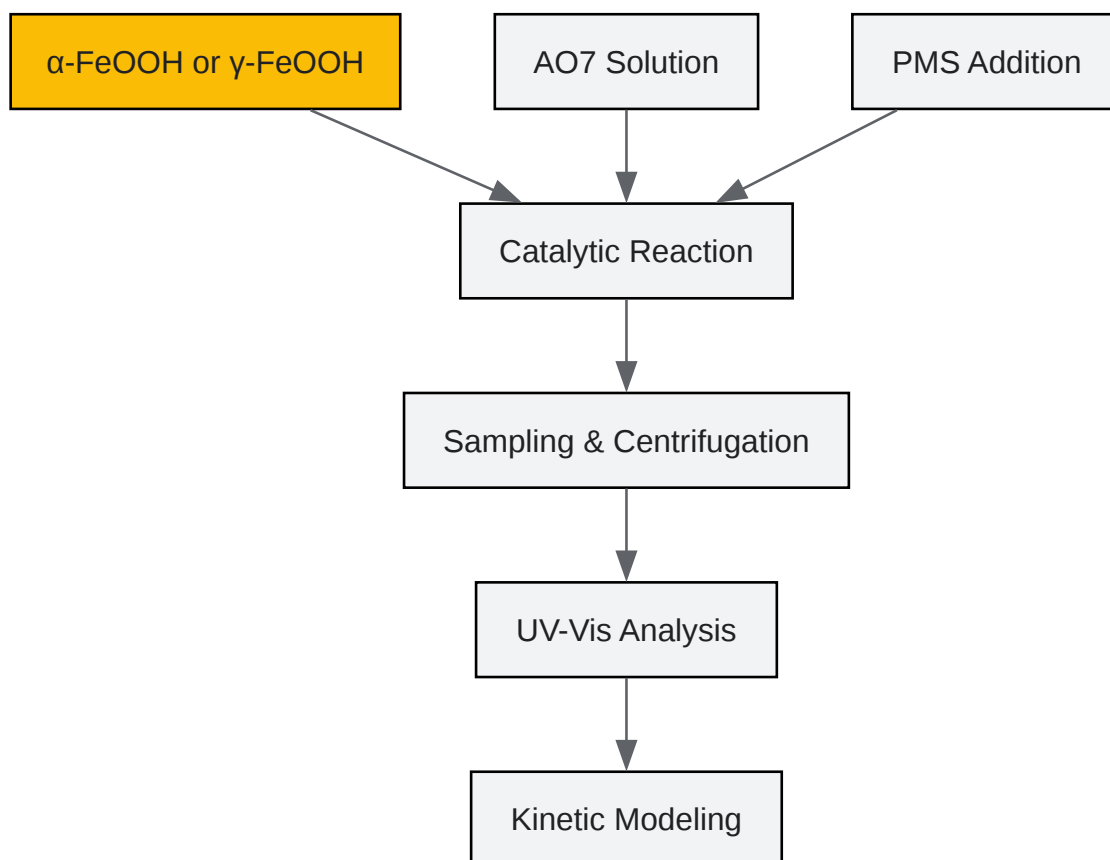 α-FeOOH or γ-FeOOH
AO7 Solution
PMS Addition
Catalytic Reaction
Sampling & Centrifugation
UV-Vis Analysis
Kinetic Modeling